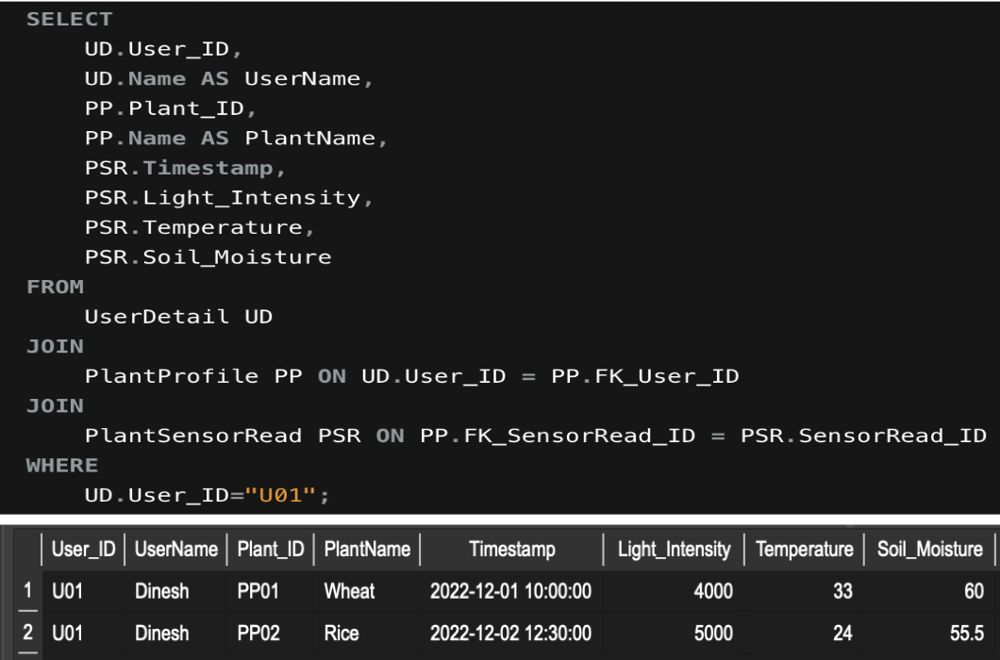 SELECT
UD.User_ID,
UD.Name AS UserName,
PP.Plant_ID,
PP.Name AS PlantName,
PSR.Timestamp,
PSR.Light_Intensity,
PSR.Temperature,
PSR.Soil_Moisture
FROM
UserDetail UD
JOIN
PlantProfile PP ON UD.User_ID = PP.FK_User_ID
JOIN
PlantSensorRead PSR ON PP.FK_SensorRead_ID = PSR.SensorRead_ID
WHERE
UD.User_ID="U01";
User_ID UserName Plant_ID PlantName Timestamp Light_Intensity Temperature Soil_Moisture
1 U01 Dinesh PP01 Wheat 2022-12-01 10:00:00 4000 33 60
2 U01 Dinesh PP02 Rice 2022-12-02 12:30:00 5000 24 55.5